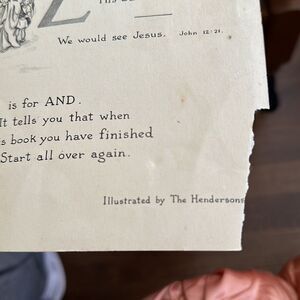 Z
We would see Jesus. John 12:21.
is for AND.
It tells you that when
s book you have finished
Start all over again.
Illustrated by The Hendersons